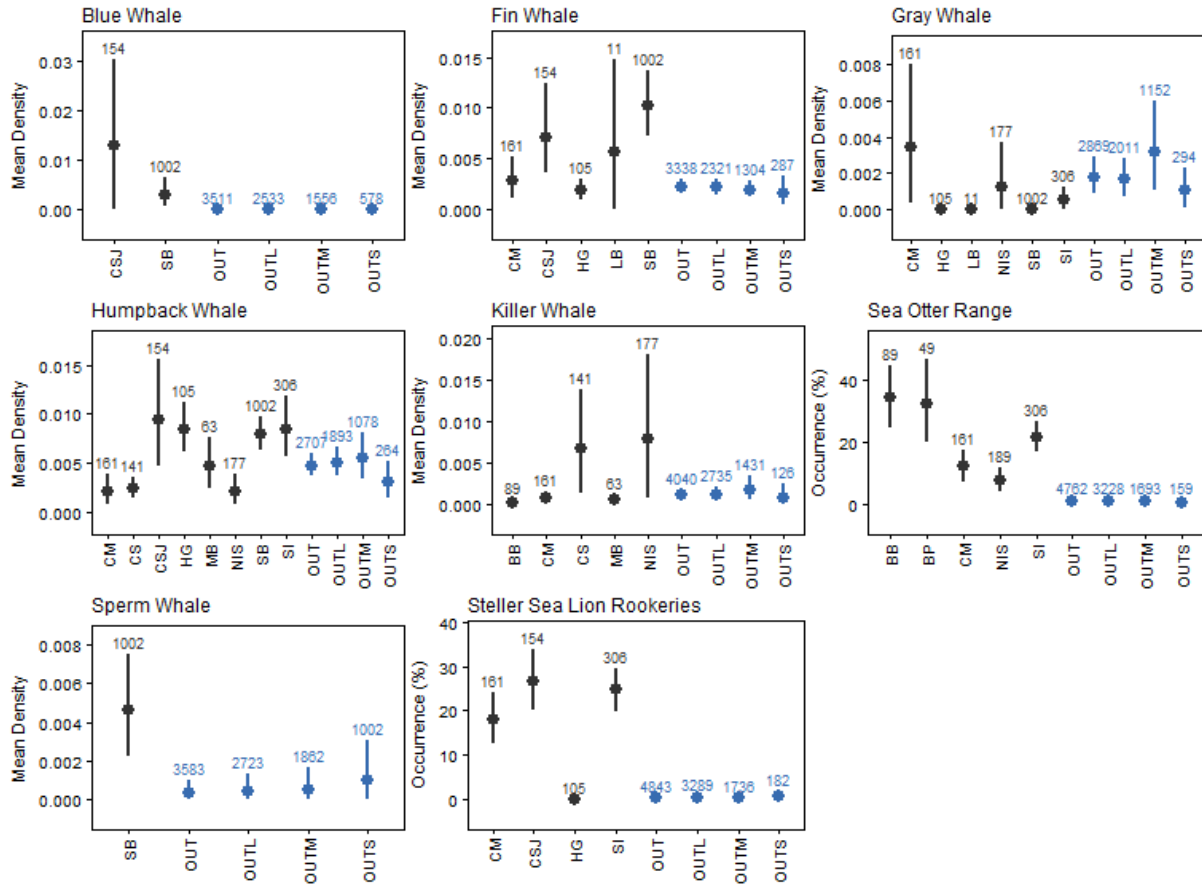 Blue Whale
Mean Density
0.03
0.02
0.01
0.00
154
1002
3511
2533
1556
578
CSJ
SB
OUT
OUTL
OUTM
OUTS
Fin Whale
Mean Density
0.015
0.010
0.005
0.000
161
154
105
11
1002
3338
2321
1304
287
CM
CSJ
HG
LB
SB
OUT
OUTL
OUTM
OUTS
Gray Whale
Mean Density
0.008
0.006
0.004
0.002
0.000
161
105
11
177
1002
306
2869
2011
1152
294
CM
HG
LB
NIS
SB
SI
OUT
OUTL
OUTM
OUTS
Humpback Whale
Mean Density
0.015
0.010
0.005
0.000
161
141
154
105
63
177
1002
306
2707
1893
1078
264
CM
CS
CSJ
HG
MB
NIS
SB
SI
OUT
OUTL
OUTM
OUTS
Killer Whale
Mean Density
0.020
0.015
0.010
0.005
0.000
89
161
141
63
177
4040
2735
1431
126
BB
CM
CS
MB
NIS
OUT
OUTL
OUTM
OUTS
Sea Otter Range
Occurrence (%)
40
20
0
89
49
161
189
306
4762
3228
1693
159
BB
BP
CM
NIS
SI
OUT
OUTL
OUTM
OUTS
Sperm Whale
Mean Density
0.008
0.006
0.004
0.002
0.000
1002
3583
2723
1862
1002
SB
OUT
OUTL
OUTM
OUTS
Steller Sea Lion Rookeries
Occurrence (%)
40
30
20
10
0
161
154
105
306
4843
3289
1736
182
CM
CSJ
HG
SI
OUT
OUTL
OUTM
OUTS